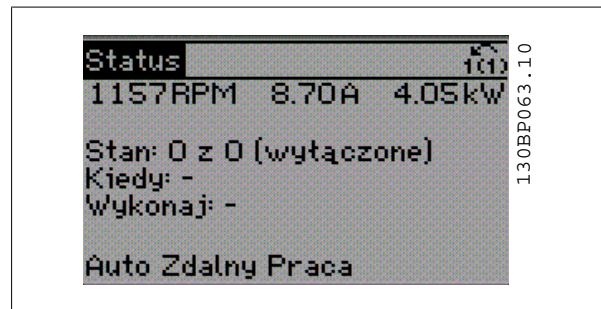 Status
1(1)
1157RPM 8.70A 4.05kW
Stan: 0 z 0 (wyłączone)
Kiedy: -
Wykonaj: -
Auto Zdalny Praca
130BP063.10